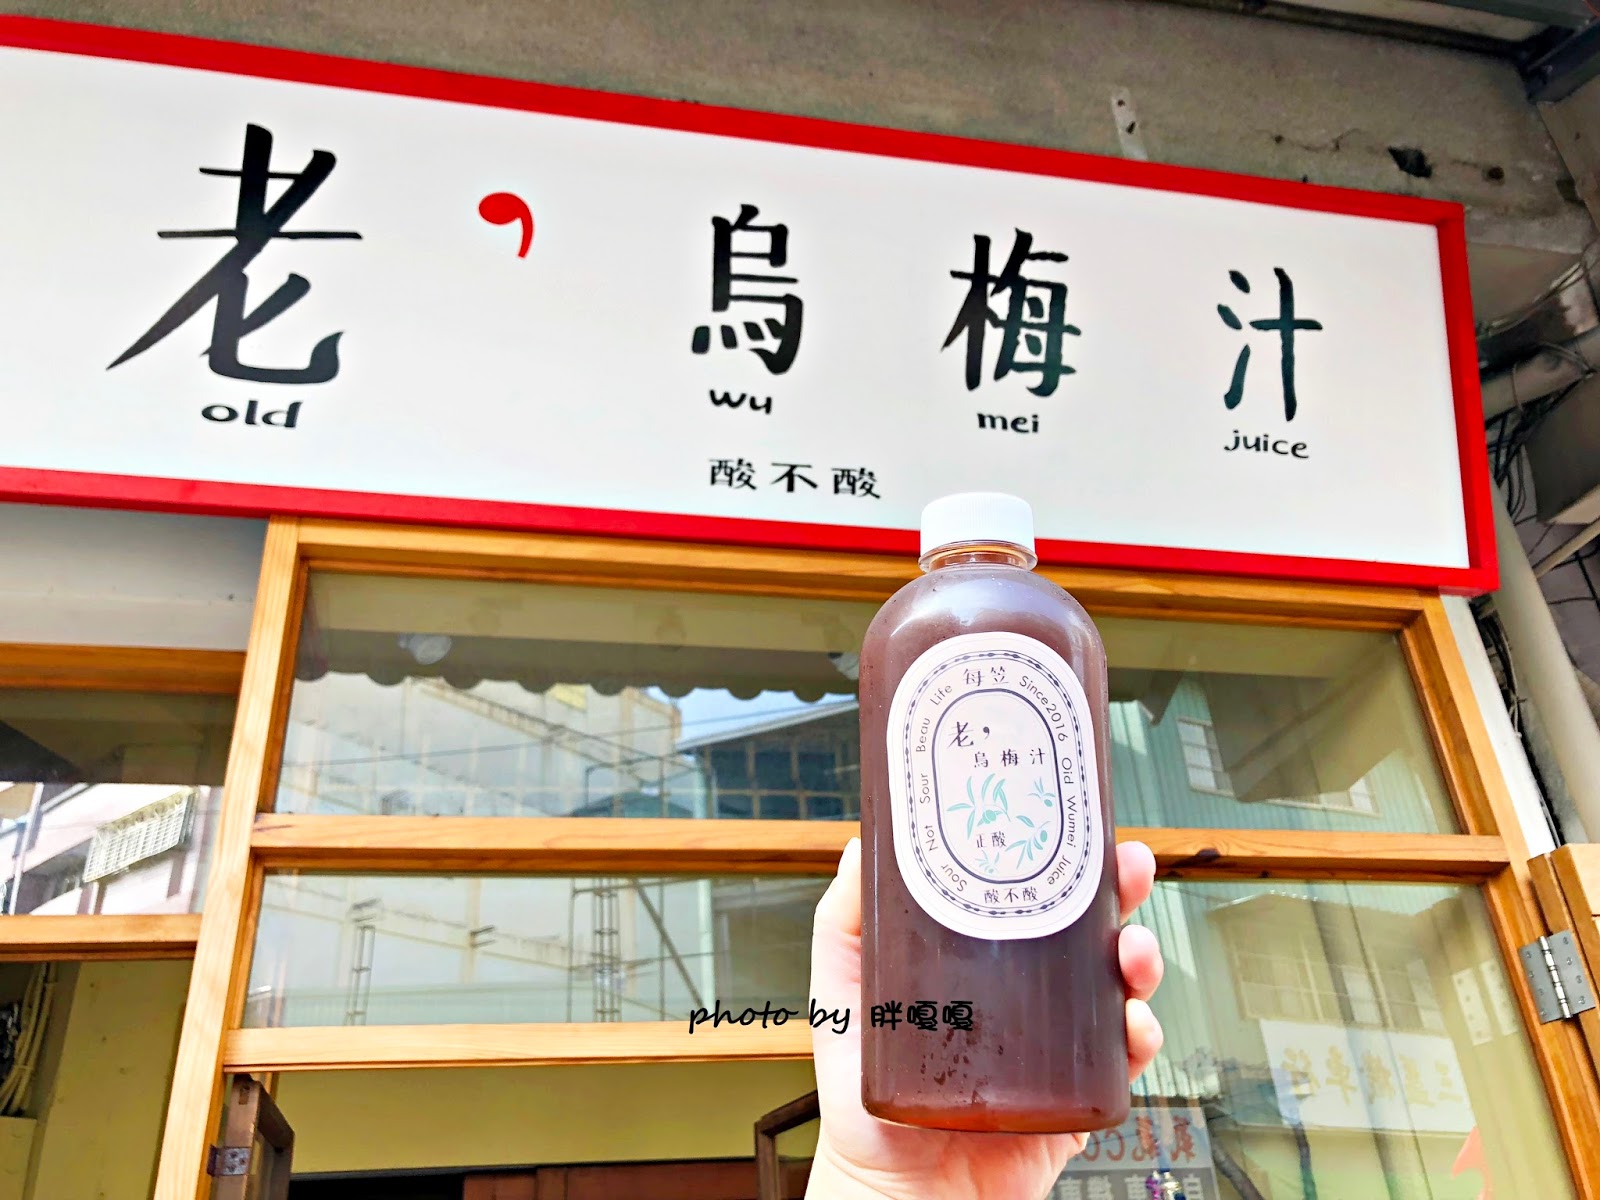 老，烏梅汁
old wu mei juice
酸不酸
每笠
Sour Not Sour Beau Life
Since2016 Old Wumei Juice
老，
烏梅汁
正酸
酸不酸
photo by 胖嘎嘎